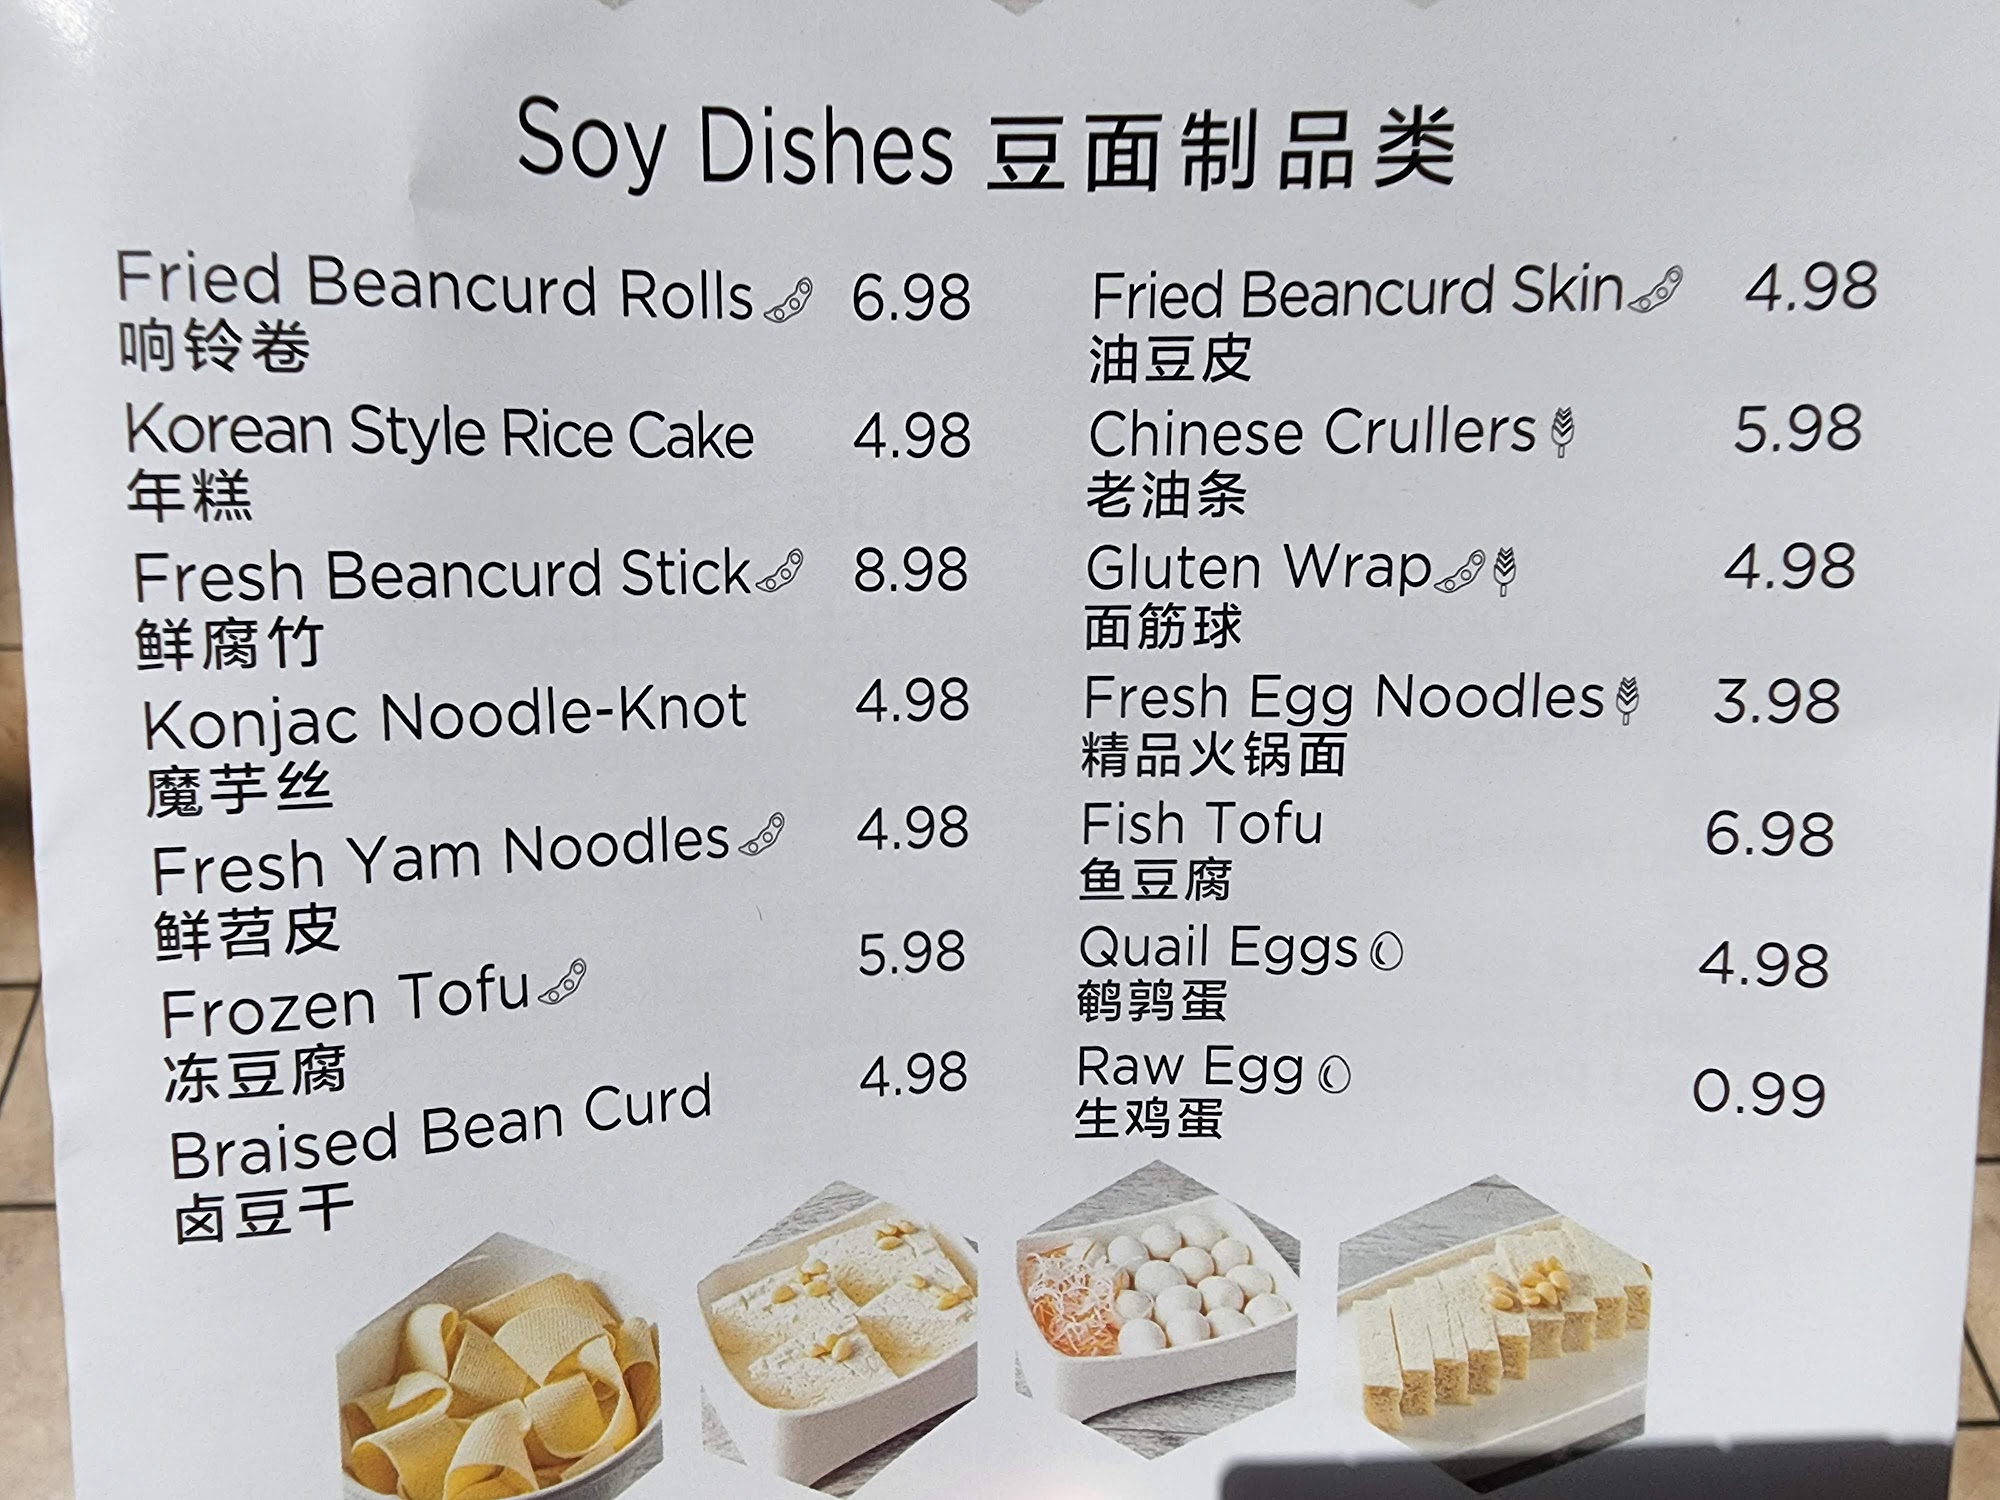 Soy Dishes 豆面制品类
Fried Beancurd Rolls 6.98
响铃卷
Korean Style Rice Cake 4.98
年糕
Fresh Beancurd Stick 8.98
鲜腐竹
Konjac Noodle-Knot 4.98
魔芋丝
Fresh Yam Noodles 4.98
鲜苕皮
Frozen Tofu 5.98
冻豆腐
Braised Bean Curd 4.98
卤豆干
Fried Beancurd Skin 4.98
油豆皮
Chinese Crullers 5.98
老油条
Gluten Wrap 4.98
面筋球
Fresh Egg Noodles 3.98
精品火锅面
Fish Tofu 6.98
鱼豆腐
Quail Eggs 4.98
鹌鹑蛋
Raw Egg 0.99
生鸡蛋